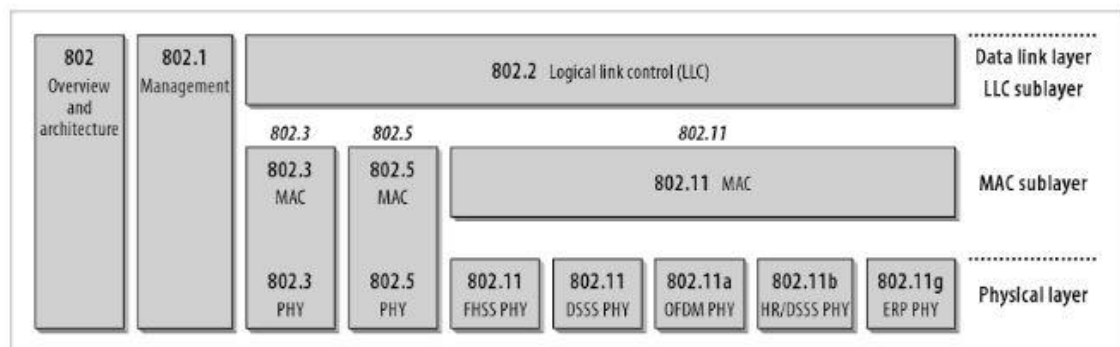 802
Overview
and
architecture
802.1
Management
802.2 Logical link control (LLC)
Data link layer
LLC sublayer
802.3
802.5
802.11
802.3
MAC
802.5
MAC
802.11 MAC
MAC sublayer
802.3
PHY
802.5
PHY
802.11
FHSS PHY
802.11
DSSS PHY
802.11a
OFDM PHY
802.11b
HR/DSSS PHY
802.11g
ERP PHY
Physical layer